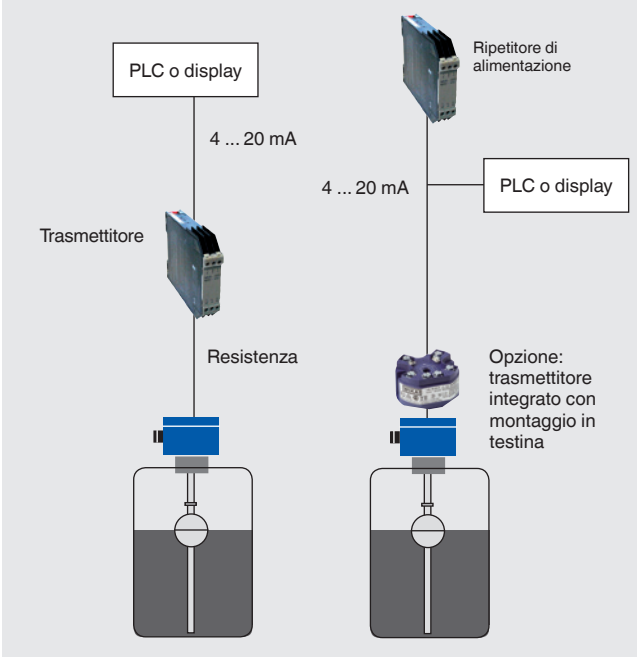 PLC o display
4 ... 20 mA
Trasmettitore
Resistenza
Ripetitore di
alimentazione
4 ... 20 mA
PLC o display
Opzione:
trasmettitore
integrato con
montaggio in
testina